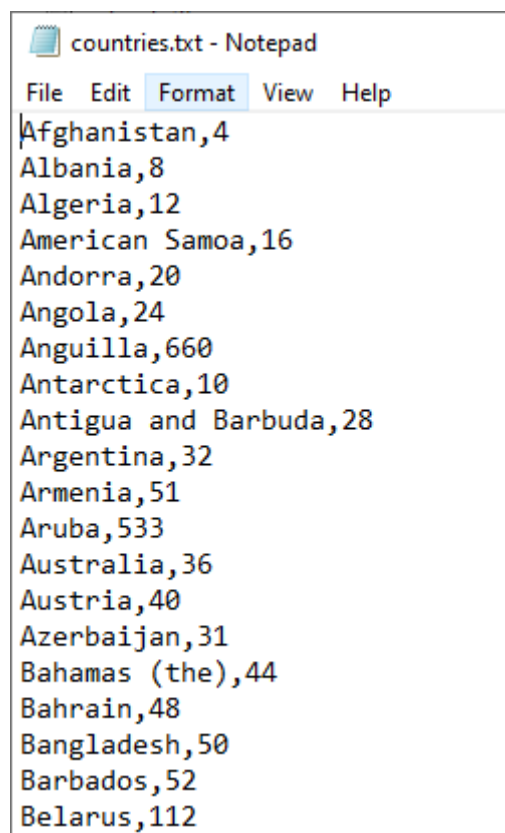 countries.txt - Notepad
File Edit Format View Help
Afghanistan,4
Albania,8
Algeria,12
American Samoa,16
Andorra,20
Angola,24
Anguilla,660
Antarctica,10
Antigua and Barbuda,28
Argentina,32
Armenia,51
Aruba,533
Australia,36
Austria,40
Azerbaijan,31
Bahamas (the),44
Bahrain,48
Bangladesh,50
Barbados,52
Belarus,112